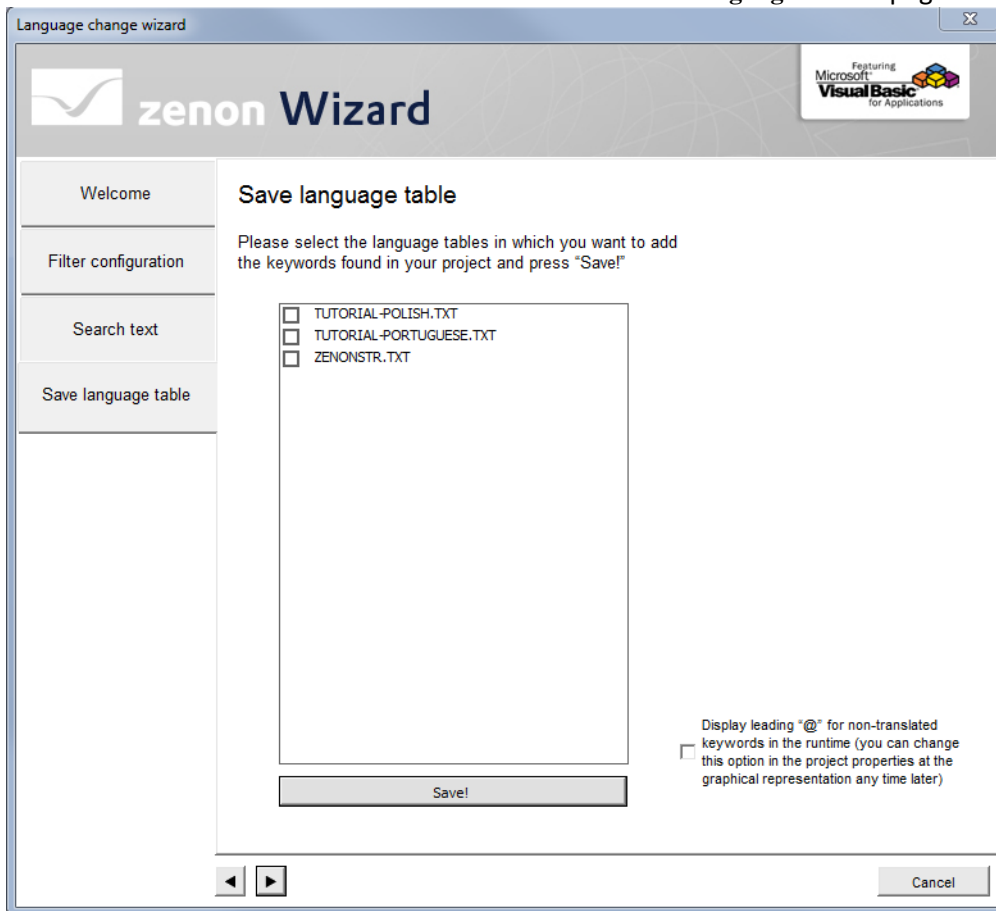 Language change wizard
zenon Wizard
Featuring
Microsoft®
Visual Basic®
for Applications
Welcome
Filter configuration
Search text
Save language table
Save language table
Please select the language tables in which you want to add
the keywords found in your project and press “Save!”
TUTORIAL-POLISH.TXT
TUTORIAL-PORTUGUESE.TXT
ZENONSTR.TXT
Save!
Display leading “@” for non-translated
keywords in the runtime (you can change
this option in the project properties at the
graphical representation any time later)
Cancel